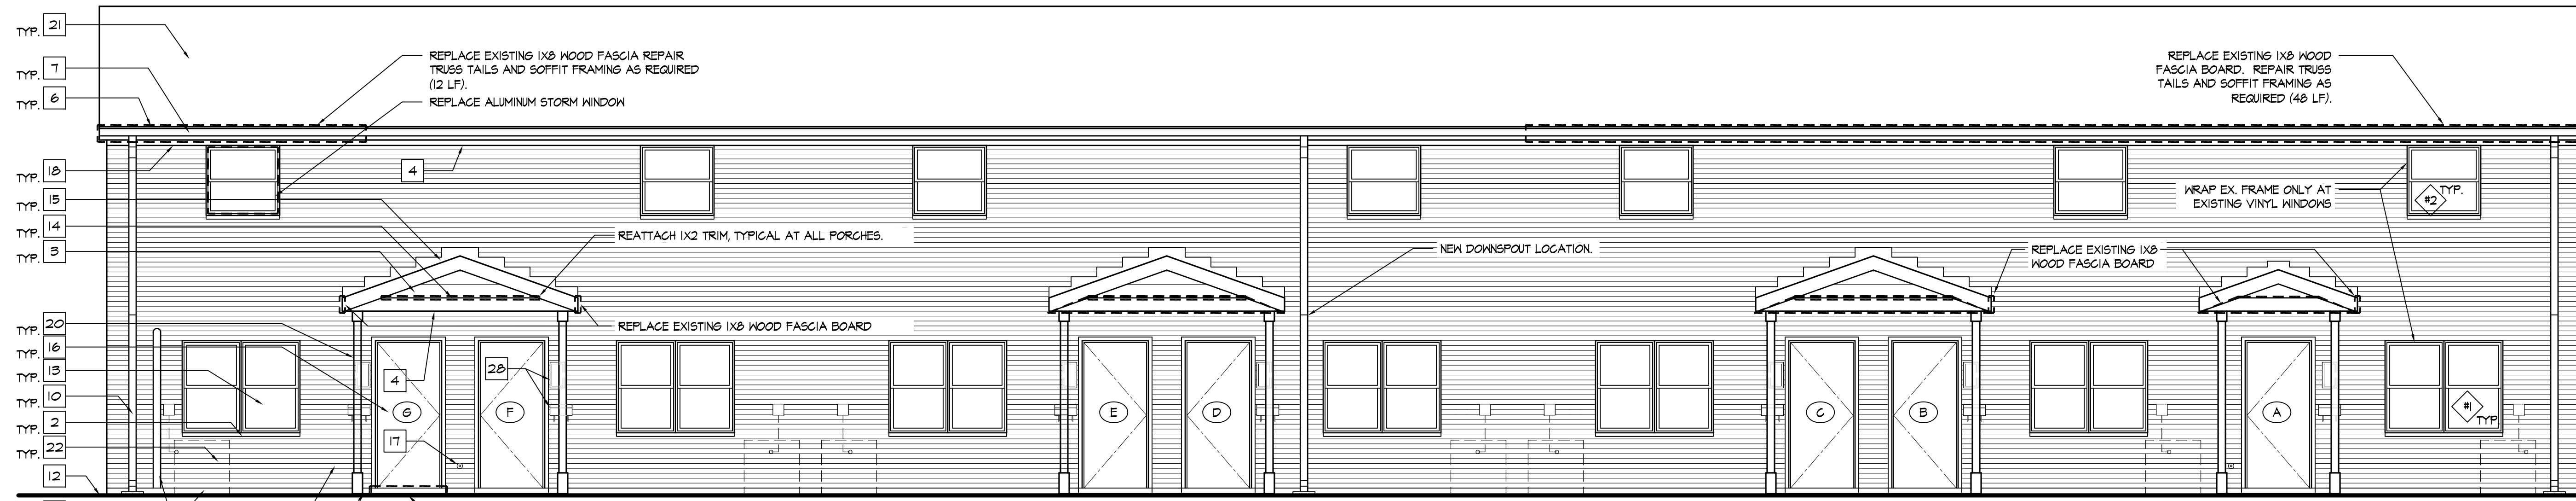 TYP. 21
TYP. 7
TYP. 6
REPLACE EXISTING 1X8 WOOD FASCIA REPAIR
TRUSS TAILS AND SOFFIT FRAMING AS REQUIRED
(12 LF).
REPLACE ALUMINUM STORM WINDOW
REPLACE EXISTING 1X8 WOOD
FASCIA BOARD. REPAIR TRUSS
TAILS AND SOFFIT FRAMING AS
REQUIRED (48 LF).
TYP. 18
4
TYP. 15
TYP. 14
TYP. 3
REATTACH 1X2 TRIM, TYPICAL AT ALL PORCHES.
NEW DOWNSPOUT LOCATION.
WRAP EX. FRAME ONLY AT
EXISTING VINYL WINDOWS
#2 TYP.
REPLACE EXISTING 1X8
WOOD FASCIA BOARD
TYP. 20
TYP. 16
TYP. 13
TYP. 10
TYP. 2
TYP. 22
12
REPLACE EXISTING 1X8 WOOD FASCIA BOARD
4
28
17
G
F
E
D
C
B
A
#1
TYP.